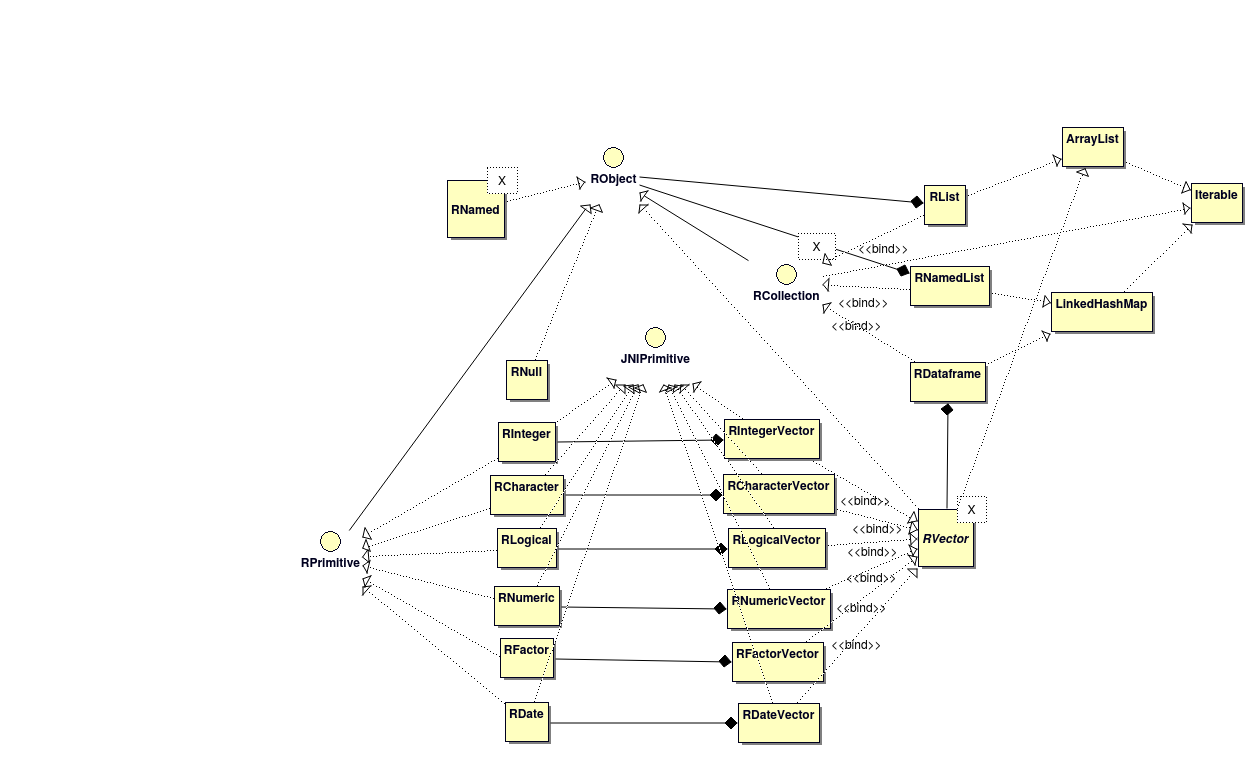 ArrayList
RObject
X
RNamed
RList
Iterable
X
<<bind>>
RCollection
RNamedList
<<bind>>
LinkedHashMap
<<bind>>
JNIPrimitive
RNull
RDataframe
RInteger
RIntegerVector
RCharacter
RCharacterVector
<<bind>>
X
<<bind>>
RLogical
RLogicalVector
RVector
<<bind>>
RPrimitive
<<bind>>
RNumeric
RNumericVector
<<bind>>
RFactor
RFactorVector
<<bind>>
RDate
RDateVector